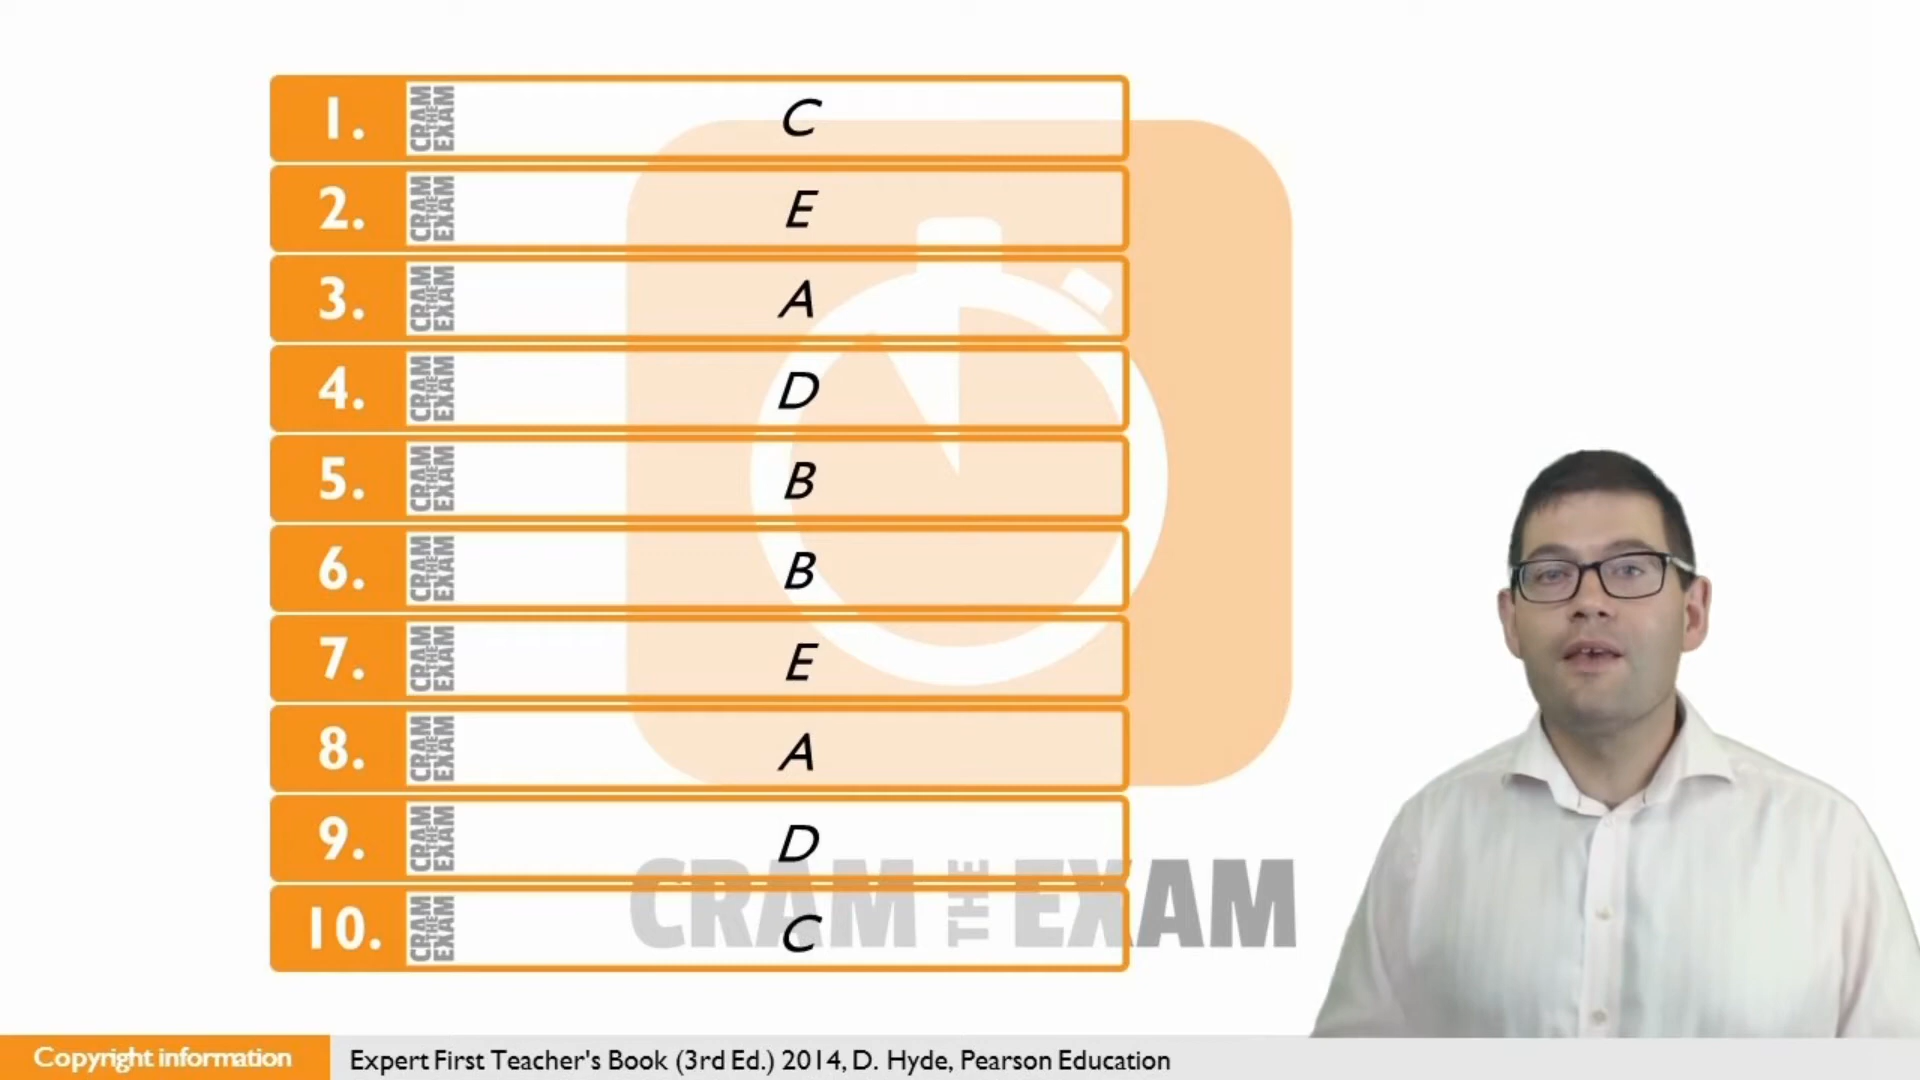 1. CRAM THE EXAM C
2. CRAM THE EXAM E
3. CRAM THE EXAM A
4. CRAM THE EXAM D
5. CRAM THE EXAM B
6. CRAM THE EXAM B
7. CRAM THE EXAM E
8. CRAM THE EXAM A
9. CRAM THE EXAM D
10. CRAM THE EXAM C
CRAM THE EXAM
Copyright information Expert First Teacher's Book (3rd Ed.) 2014, D. Hyde, Pearson Education